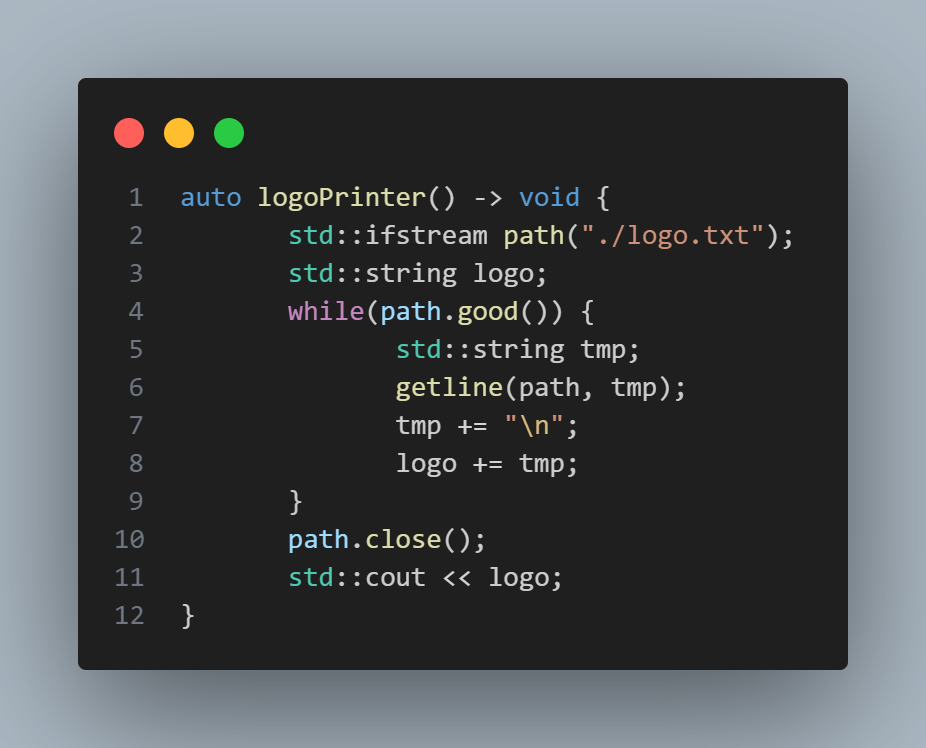 1 auto logoPrinter() -> void {
2 std::ifstream path("./logo.txt");
3 std::string logo;
4 while(path.good()) {
5 std::string tmp;
6 getline(path, tmp);
7 tmp += "\n";
8 logo += tmp;
9 }
10 path.close();
11 std::cout << logo;
12 }